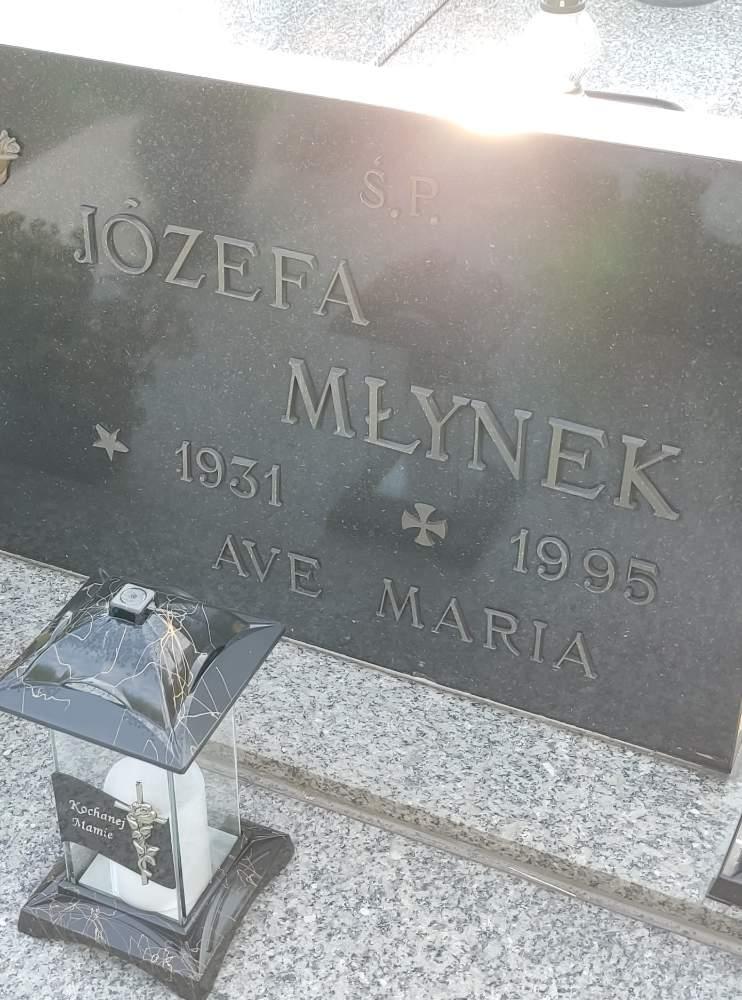 Ś.P.
JÓZEFA
MŁYNEK
1931 1995
AVE MARIA
Kochanej
Mamie